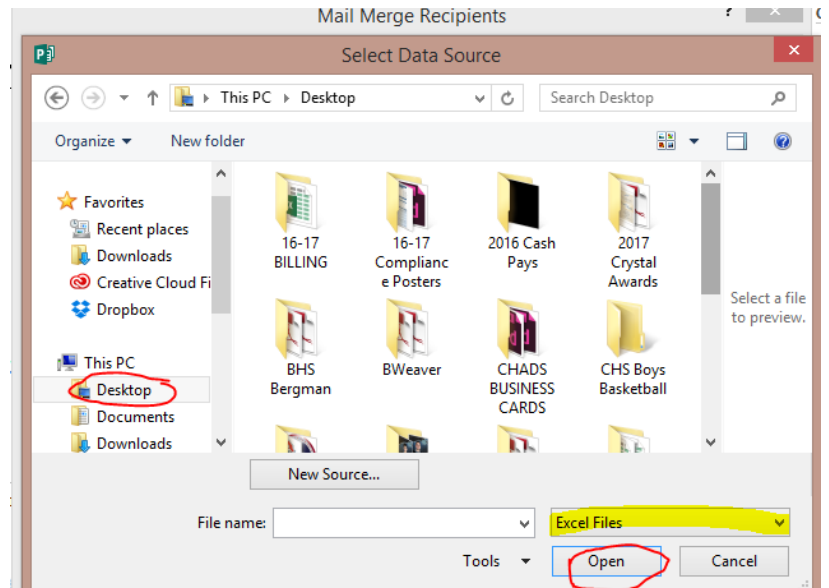 Mail Merge Recipients
?
Select Data Source
This PC
Desktop
Search Desktop
Organize
New folder
Favorites
Recent places
Downloads
Creative Cloud Fi
Dropbox
This PC
Desktop
Documents
Downloads
16-17
BILLING
16-17
Complianc
e Posters
2016 Cash
Pays
2017
Crystal
Awards
BHS
Bergman
BWeaver
CHADS
BUSINESS
CARDS
CHS Boys
Basketball
Select a file
to preview.
New Source...
File name:
Excel Files
Tools
Open
Cancel